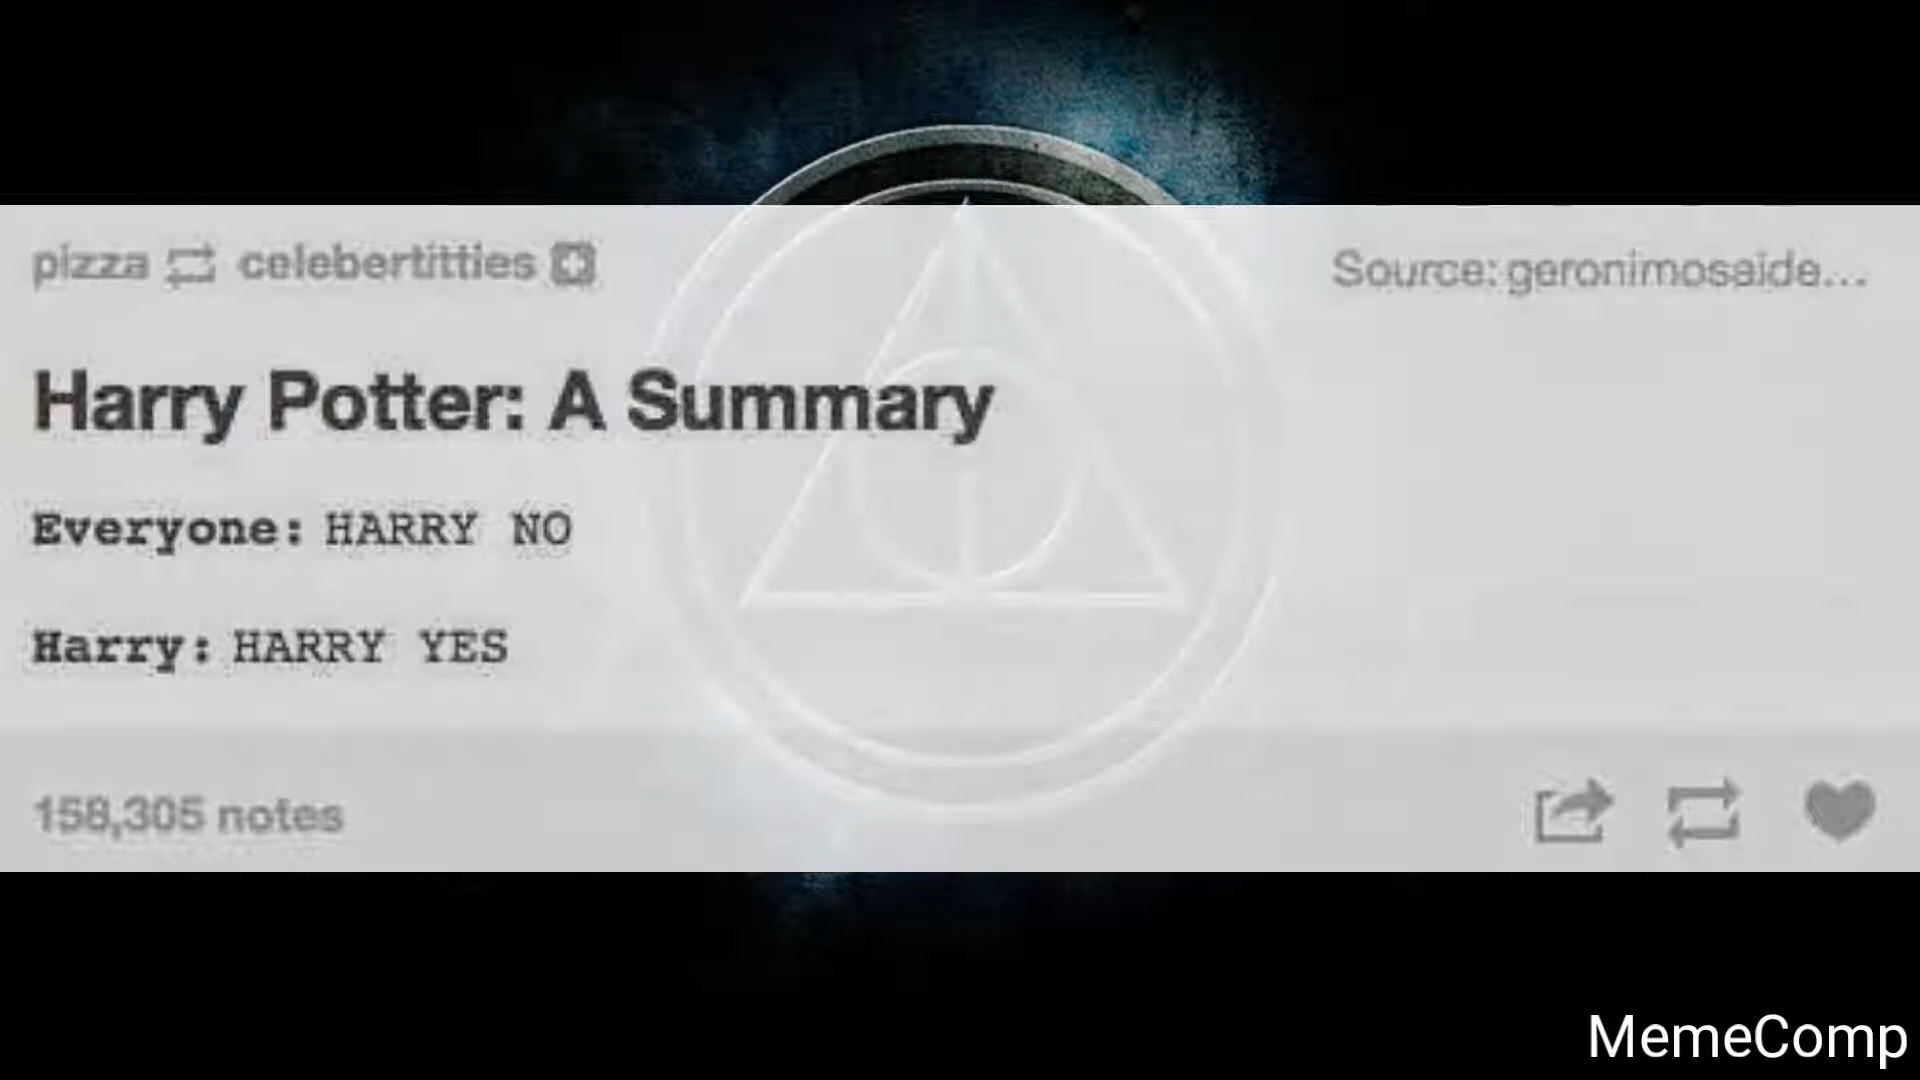 pizza celebertitties
Source: geronimosaide...
Harry Potter: A Summary
Everyone: HARRY NO
Harry: HARRY YES
158,305 notes
MemeComp